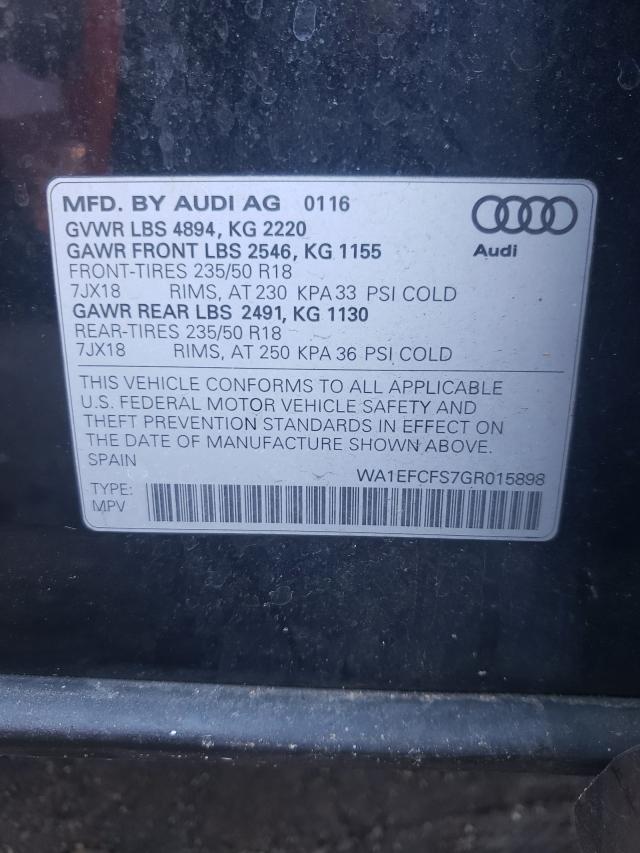 MFD. BY AUDI AG 0116
GVWR LBS 4894, KG 2220
GAWR FRONT LBS 2546, KG 1155
FRONT-TIRES 235/50 R18
7JX18 RIMS, AT 230 KPA 33 PSI COLD
GAWR REAR LBS 2491, KG 1130
REAR-TIRES 235/50 R18
7JX18 RIMS, AT 250 KPA 36 PSI COLD
Audi
THIS VEHICLE CONFORMS TO ALL APPLICABLE
U.S. FEDERAL MOTOR VEHICLE SAFETY AND
THEFT PREVENTION STANDARDS IN EFFECT ON
THE DATE OF MANUFACTURE SHOWN ABOVE.
SPAIN
WA1EFCFS7GR015898
TYPE:
MPV